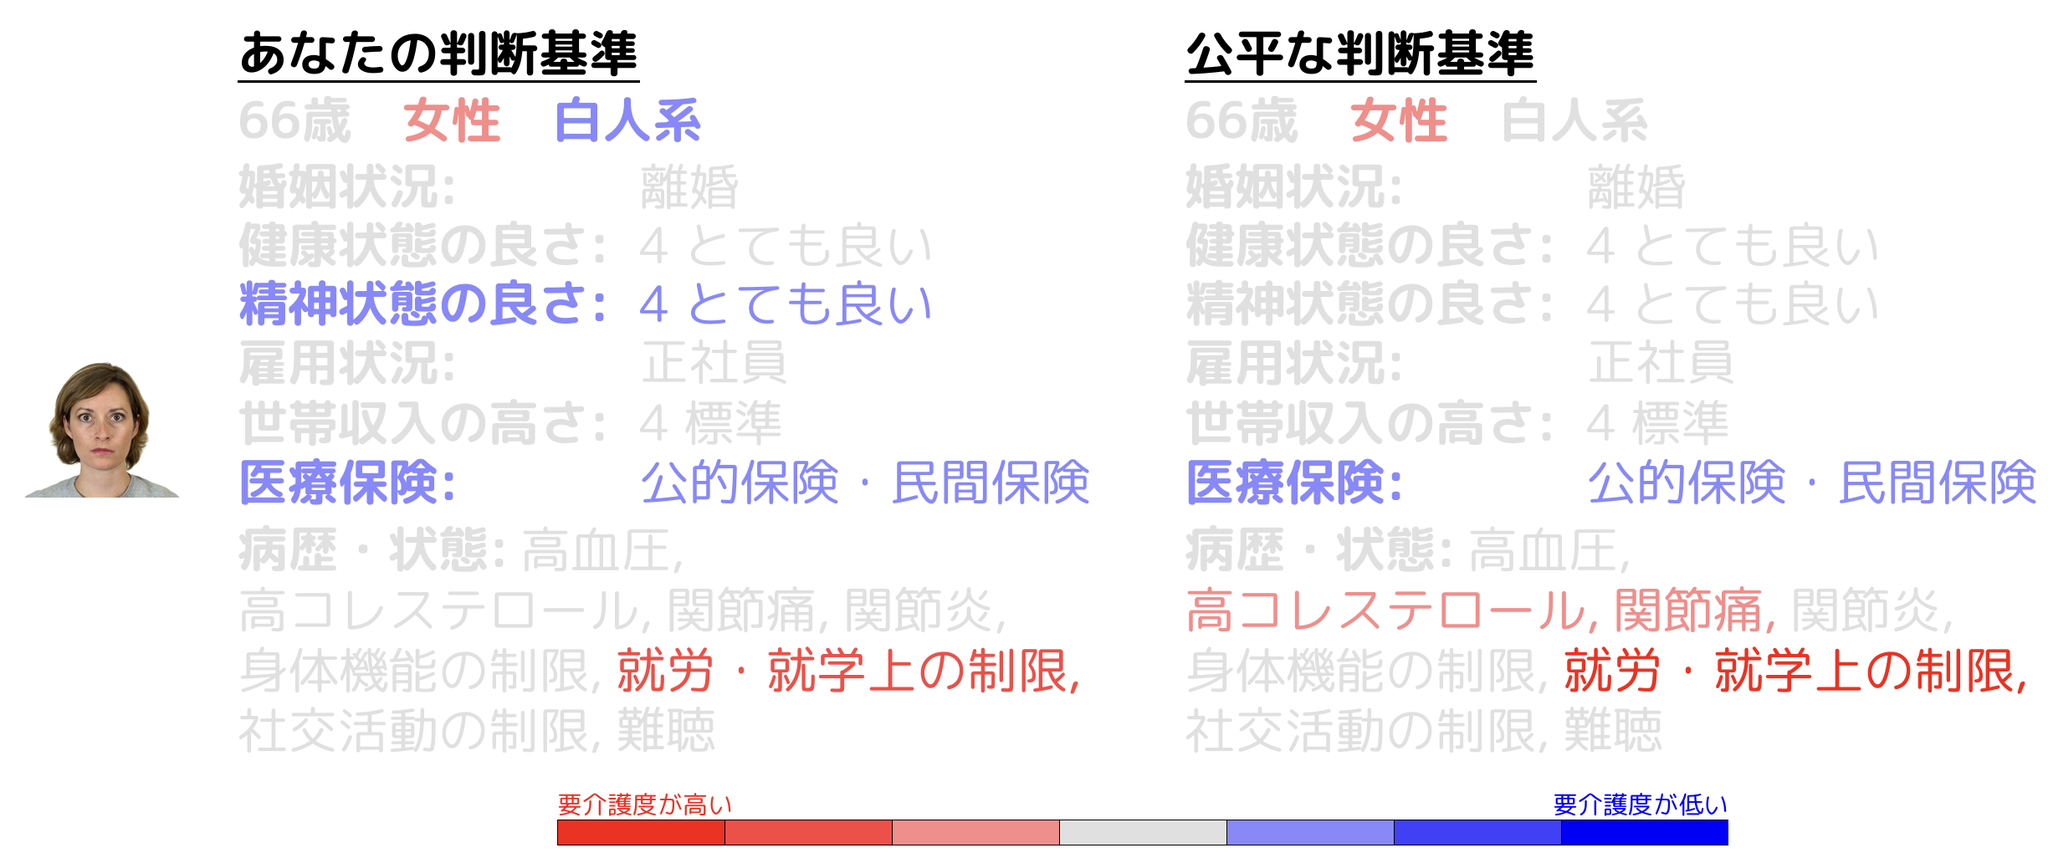 あなたの判断基準
66歳 女性 白人系
婚姻状況: 離婚
健康状態の良さ: 4 とても良い
精神状態の良さ: 4 とても良い
雇用状況: 正社員
世帯収入の高さ: 4 標準
医療保険: 公的保険・民間保険
病歴・状態: 高血圧,
高コレステロール, 関節痛, 関節炎,
身体機能の制限, 就労・就学上の制限,
社交活動の制限, 難聴
公平な判断基準
66歳 女性 白人系
婚姻状況: 離婚
健康状態の良さ: 4 とても良い
精神状態の良さ: 4 とても良い
雇用状況: 正社員
世帯収入の高さ: 4 標準
医療保険: 公的保険・民間保険
病歴・状態: 高血圧,
高コレステロール, 関節痛, 関節炎,
身体機能の制限, 就労・就学上の制限,
社交活動の制限, 難聴
要介護度が高い
要介護度が低い